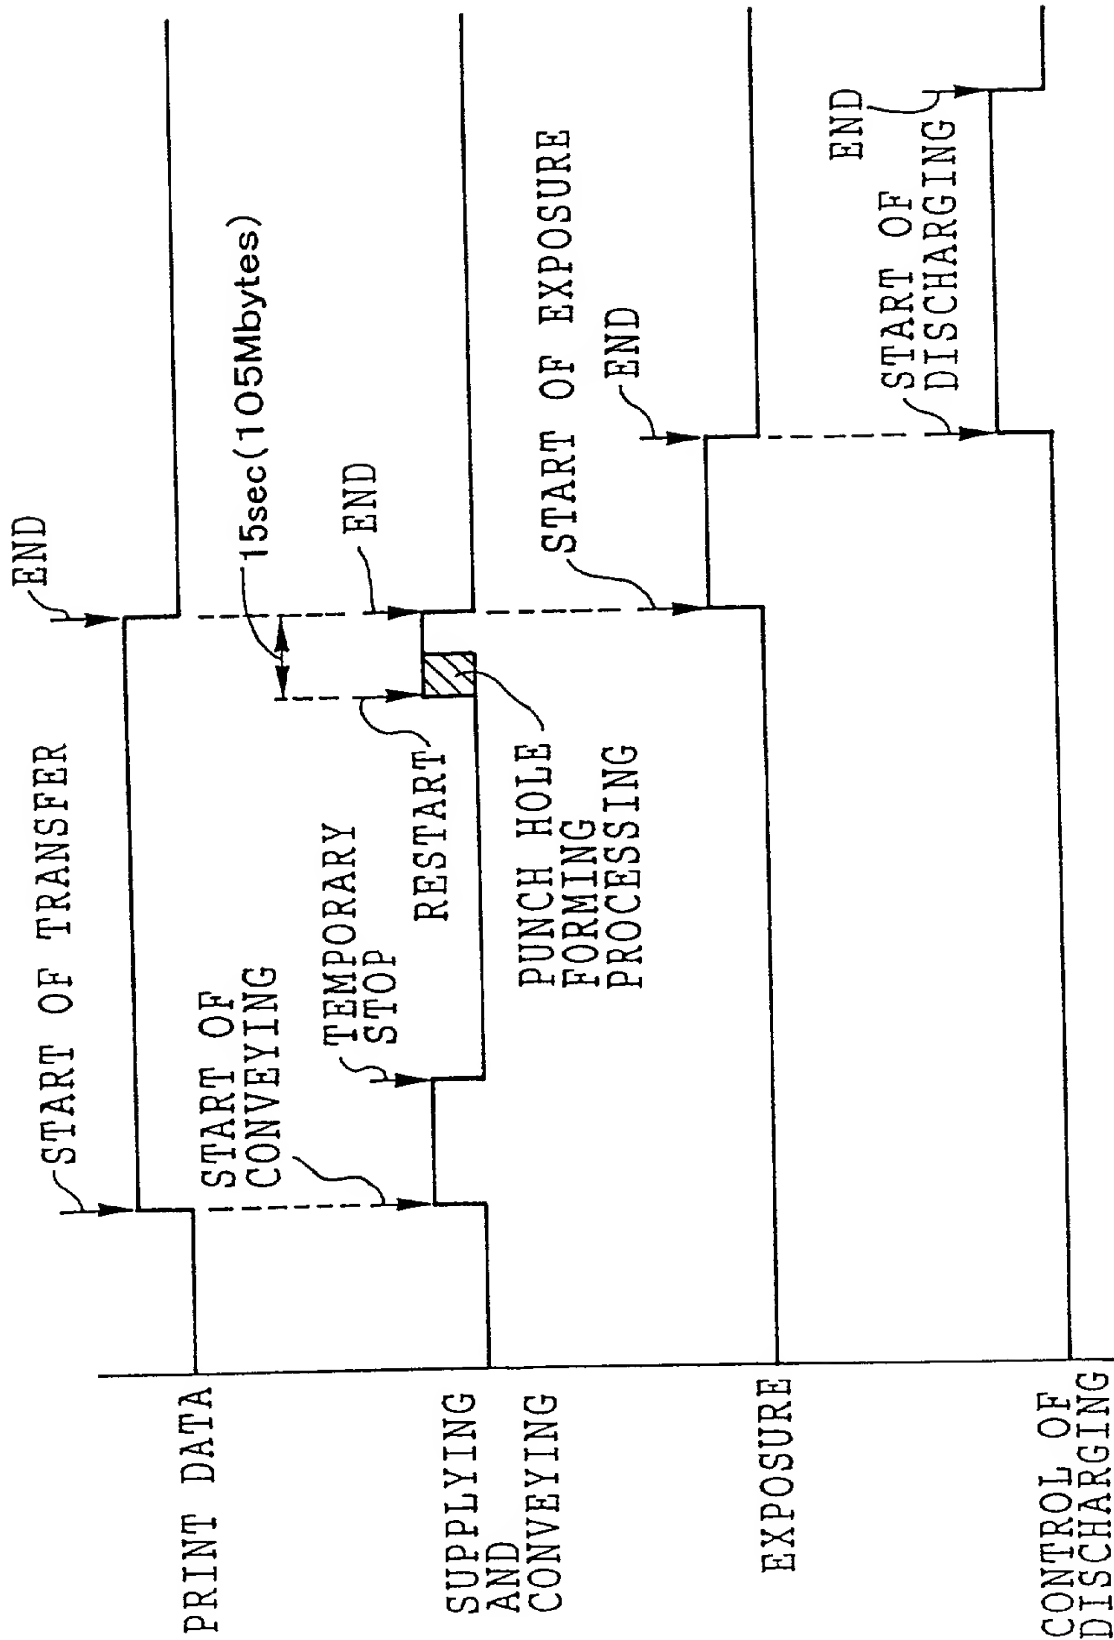 PRINT DATA
START OF TRANSFER
END
15sec(105Mbytes)
SUPPLYING
AND
CONVEYING
START OF
CONVEYING
TEMPORARY
STOP
RESTART
END
PUNCH HOLE
FORMING
PROCESSING
EXPOSURE
START OF EXPOSURE
END
CONTROL OF
DISCHARGING
START OF
DISCHARGING
END